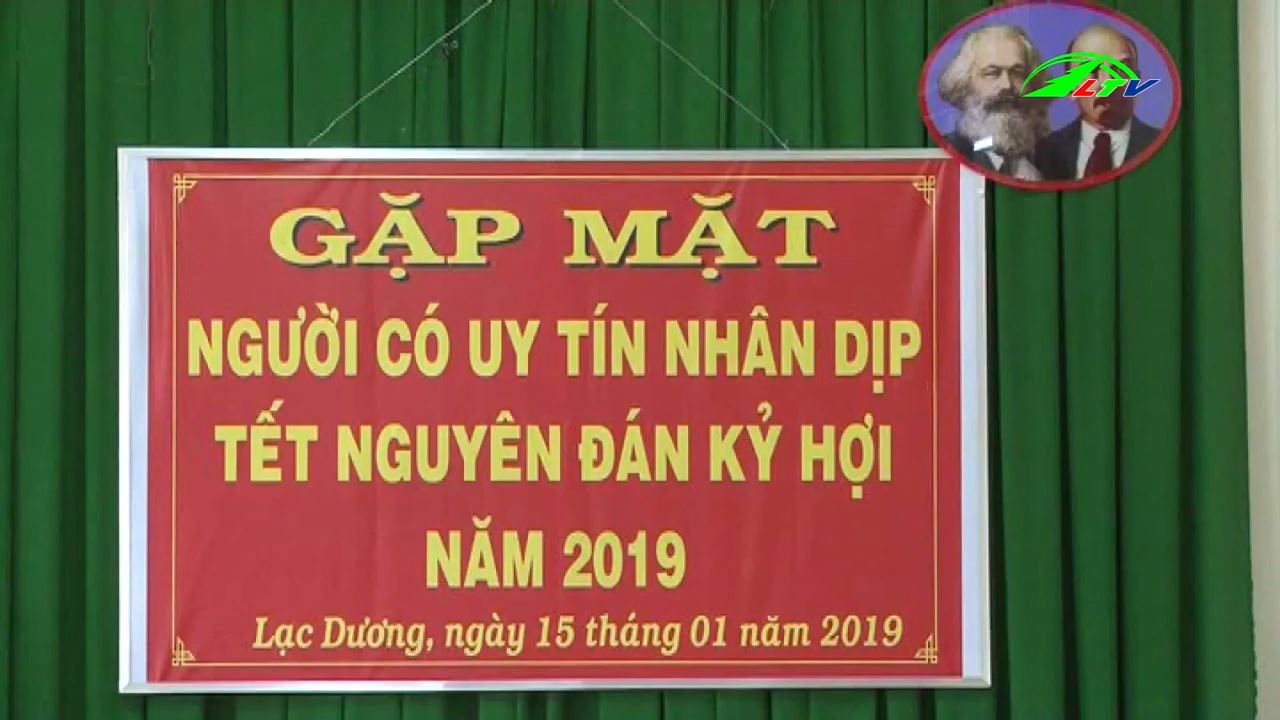 LTV
GẶP MẶT
NGƯỜI CÓ UY TÍN NHÂN DỊP
TẾT NGUYÊN ĐÁN KỶ HỢI
NĂM 2019
Lạc Dương, ngày 15 tháng 01 năm 2019